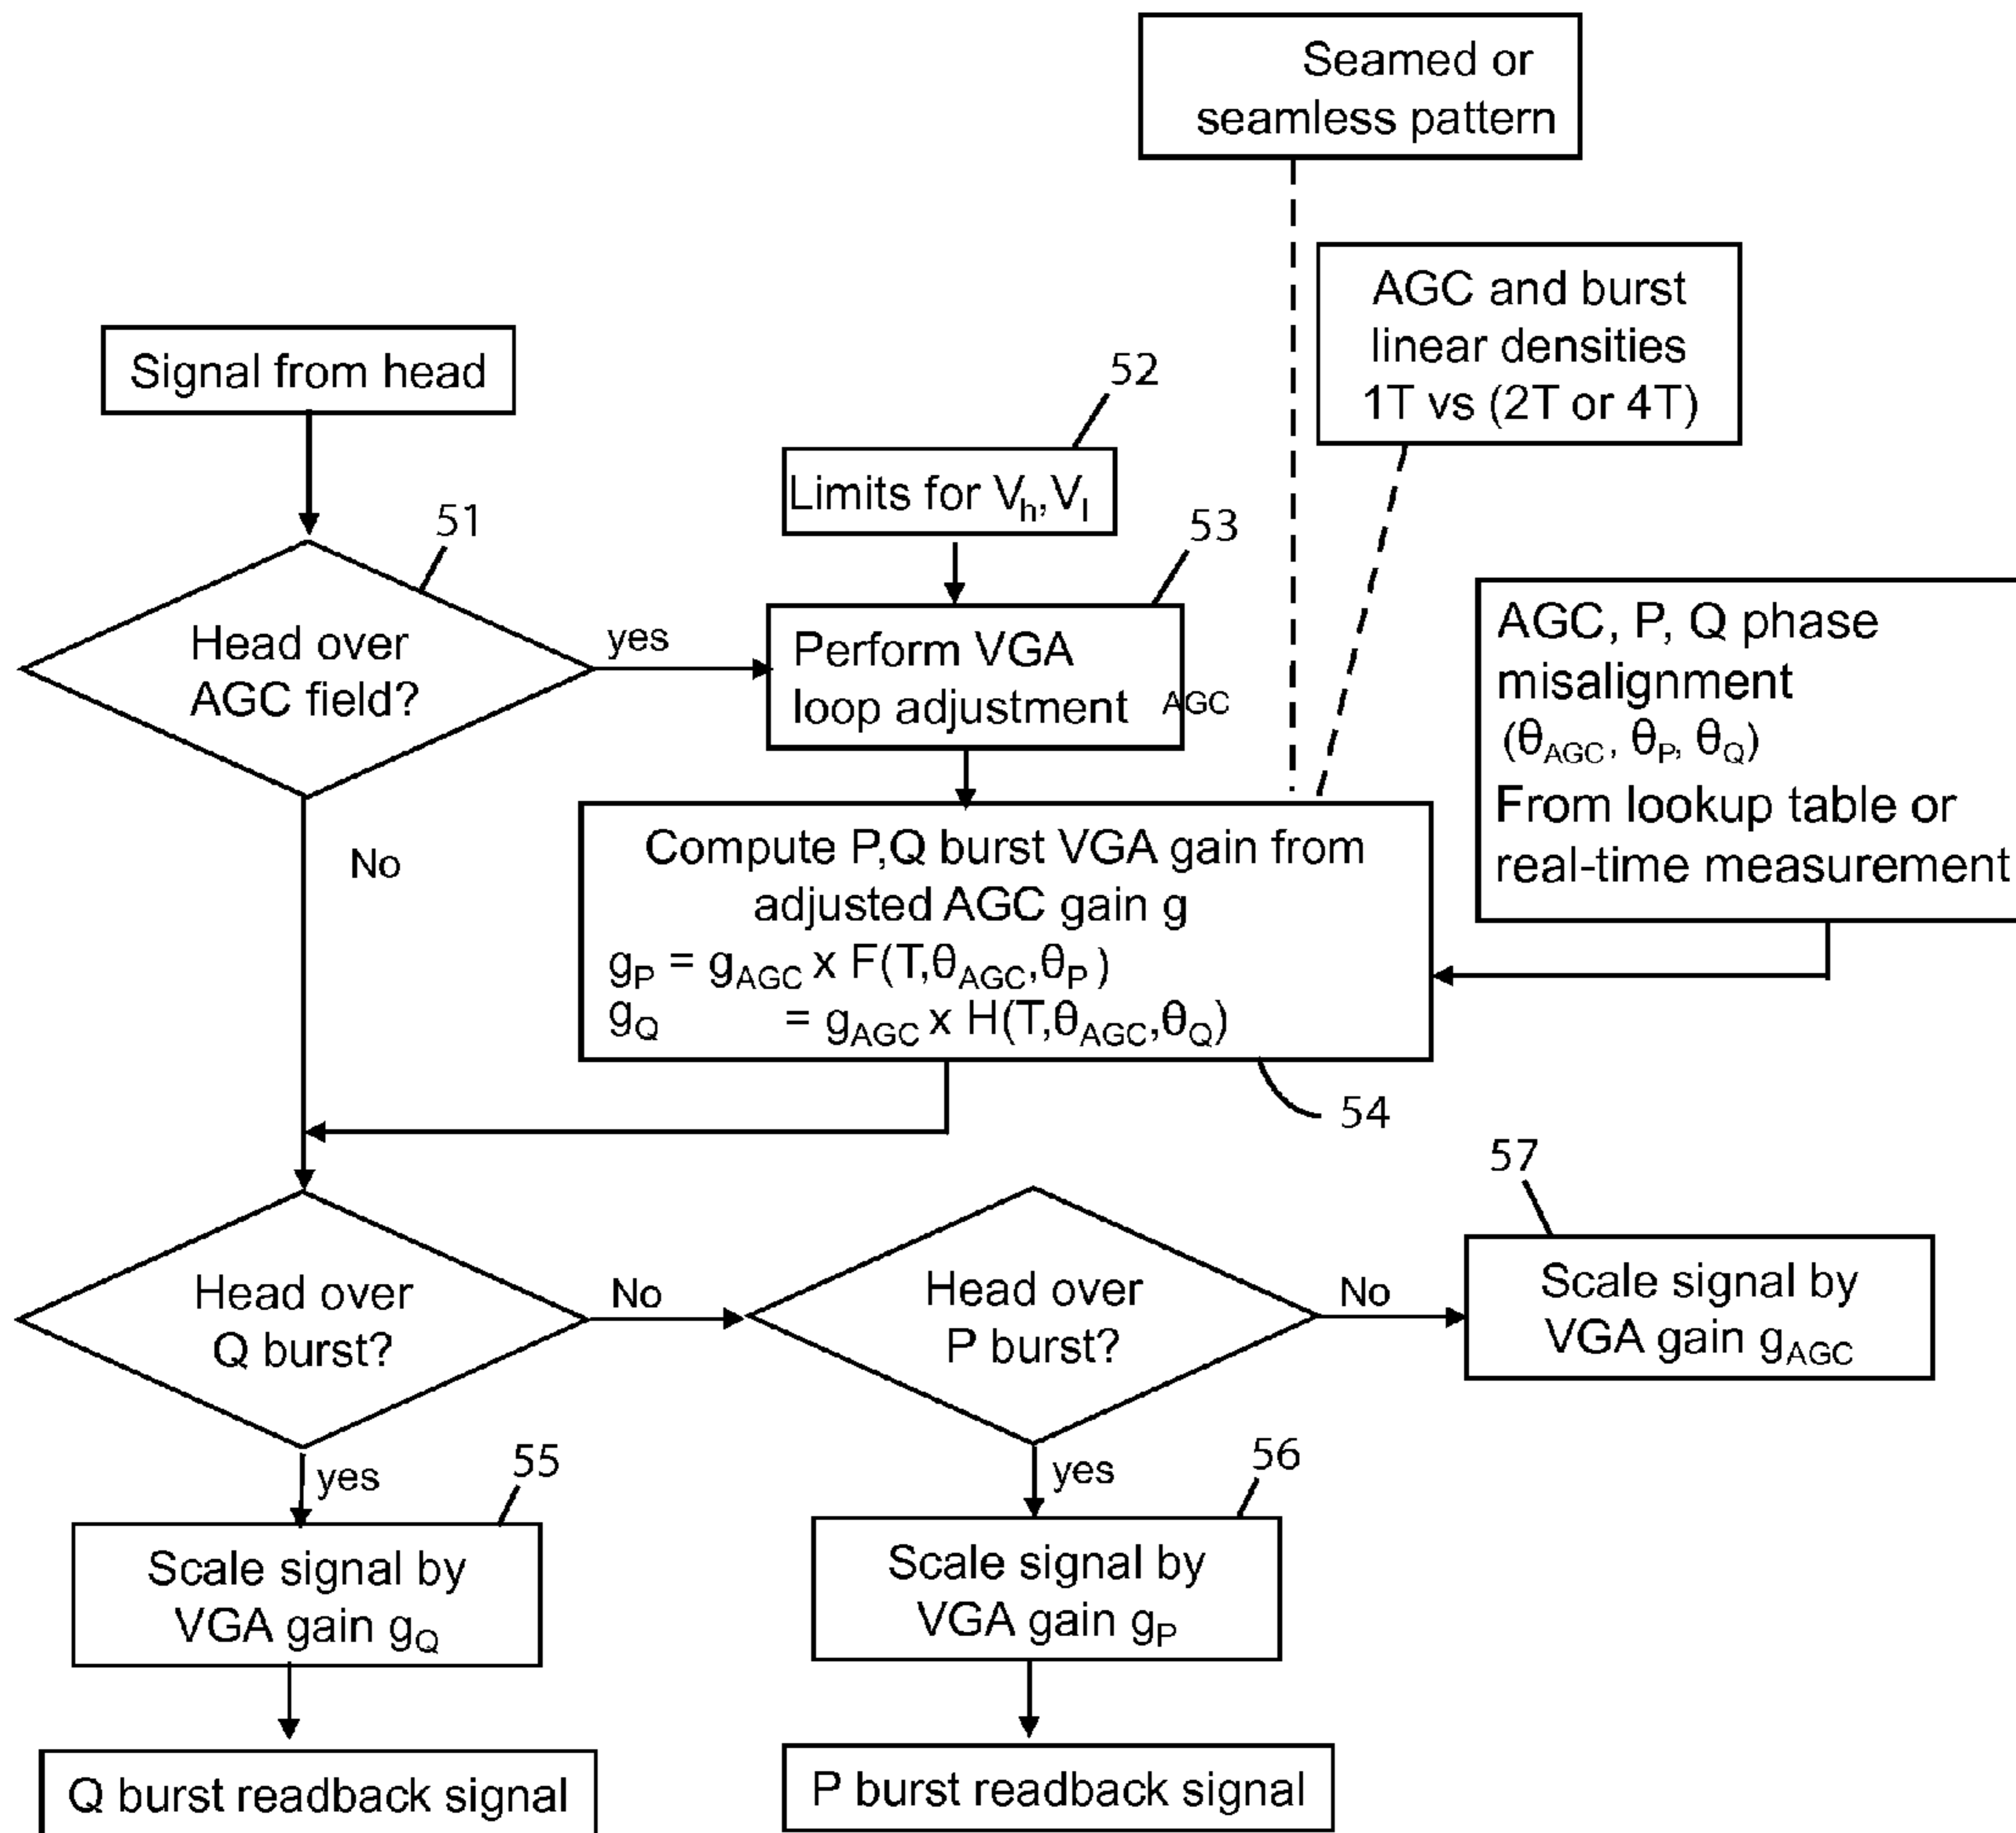 Seamed or
seamless pattern
AGC and burst
linear densities
1T vs (2T or 4T)
Signal from head
52
Limits for Vh,Vl
51
53
Head over
AGC field?
yes
Perform VGA
loop adjustment AGC
AGC, P, Q phase
misalignment
(θAGC, θP, θQ)
From lookup table or
real-time measurement
No
Compute P,Q burst VGA gain from
adjusted AGC gain g
gP = gAGC x F(T,θAGC,θP)
gQ = gAGC x H(T,θAGC,θQ)
54
57
Head over
Q burst?
No
Head over
P burst?
No
Scale signal by
VGA gain gAGC
yes
55
yes
56
Scale signal by
VGA gain gQ
Scale signal by
VGA gain gP
Q burst readback signal
P burst readback signal